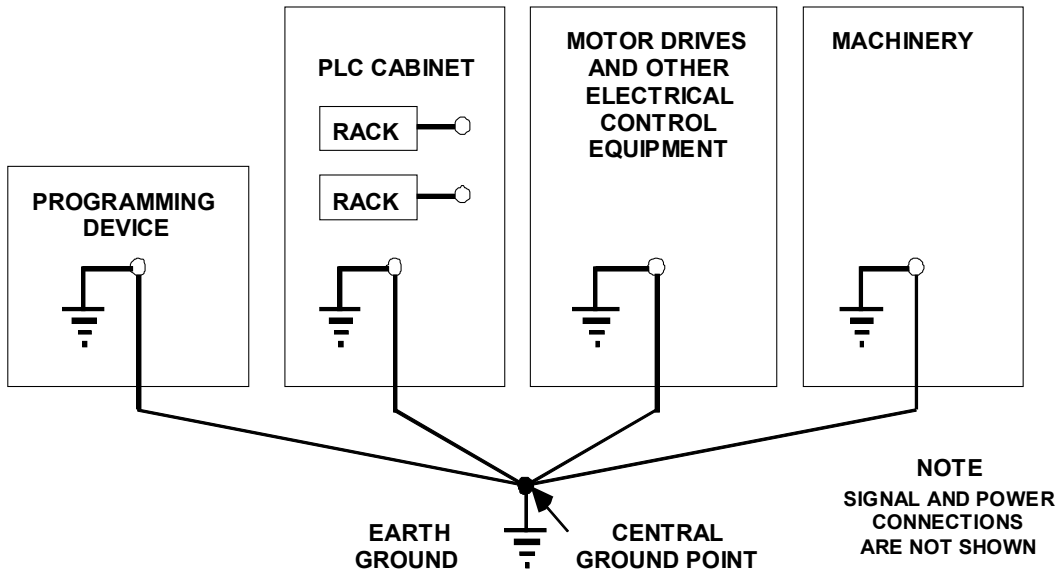 PROGRAMMING
DEVICE
PLC CABINET
RACK
RACK
MOTOR DRIVES
AND OTHER
ELECTRICAL
CONTROL
EQUIPMENT
MACHINERY
EARTH
GROUND
CENTRAL
GROUND POINT
NOTE
SIGNAL AND POWER
CONNECTIONS
ARE NOT SHOWN